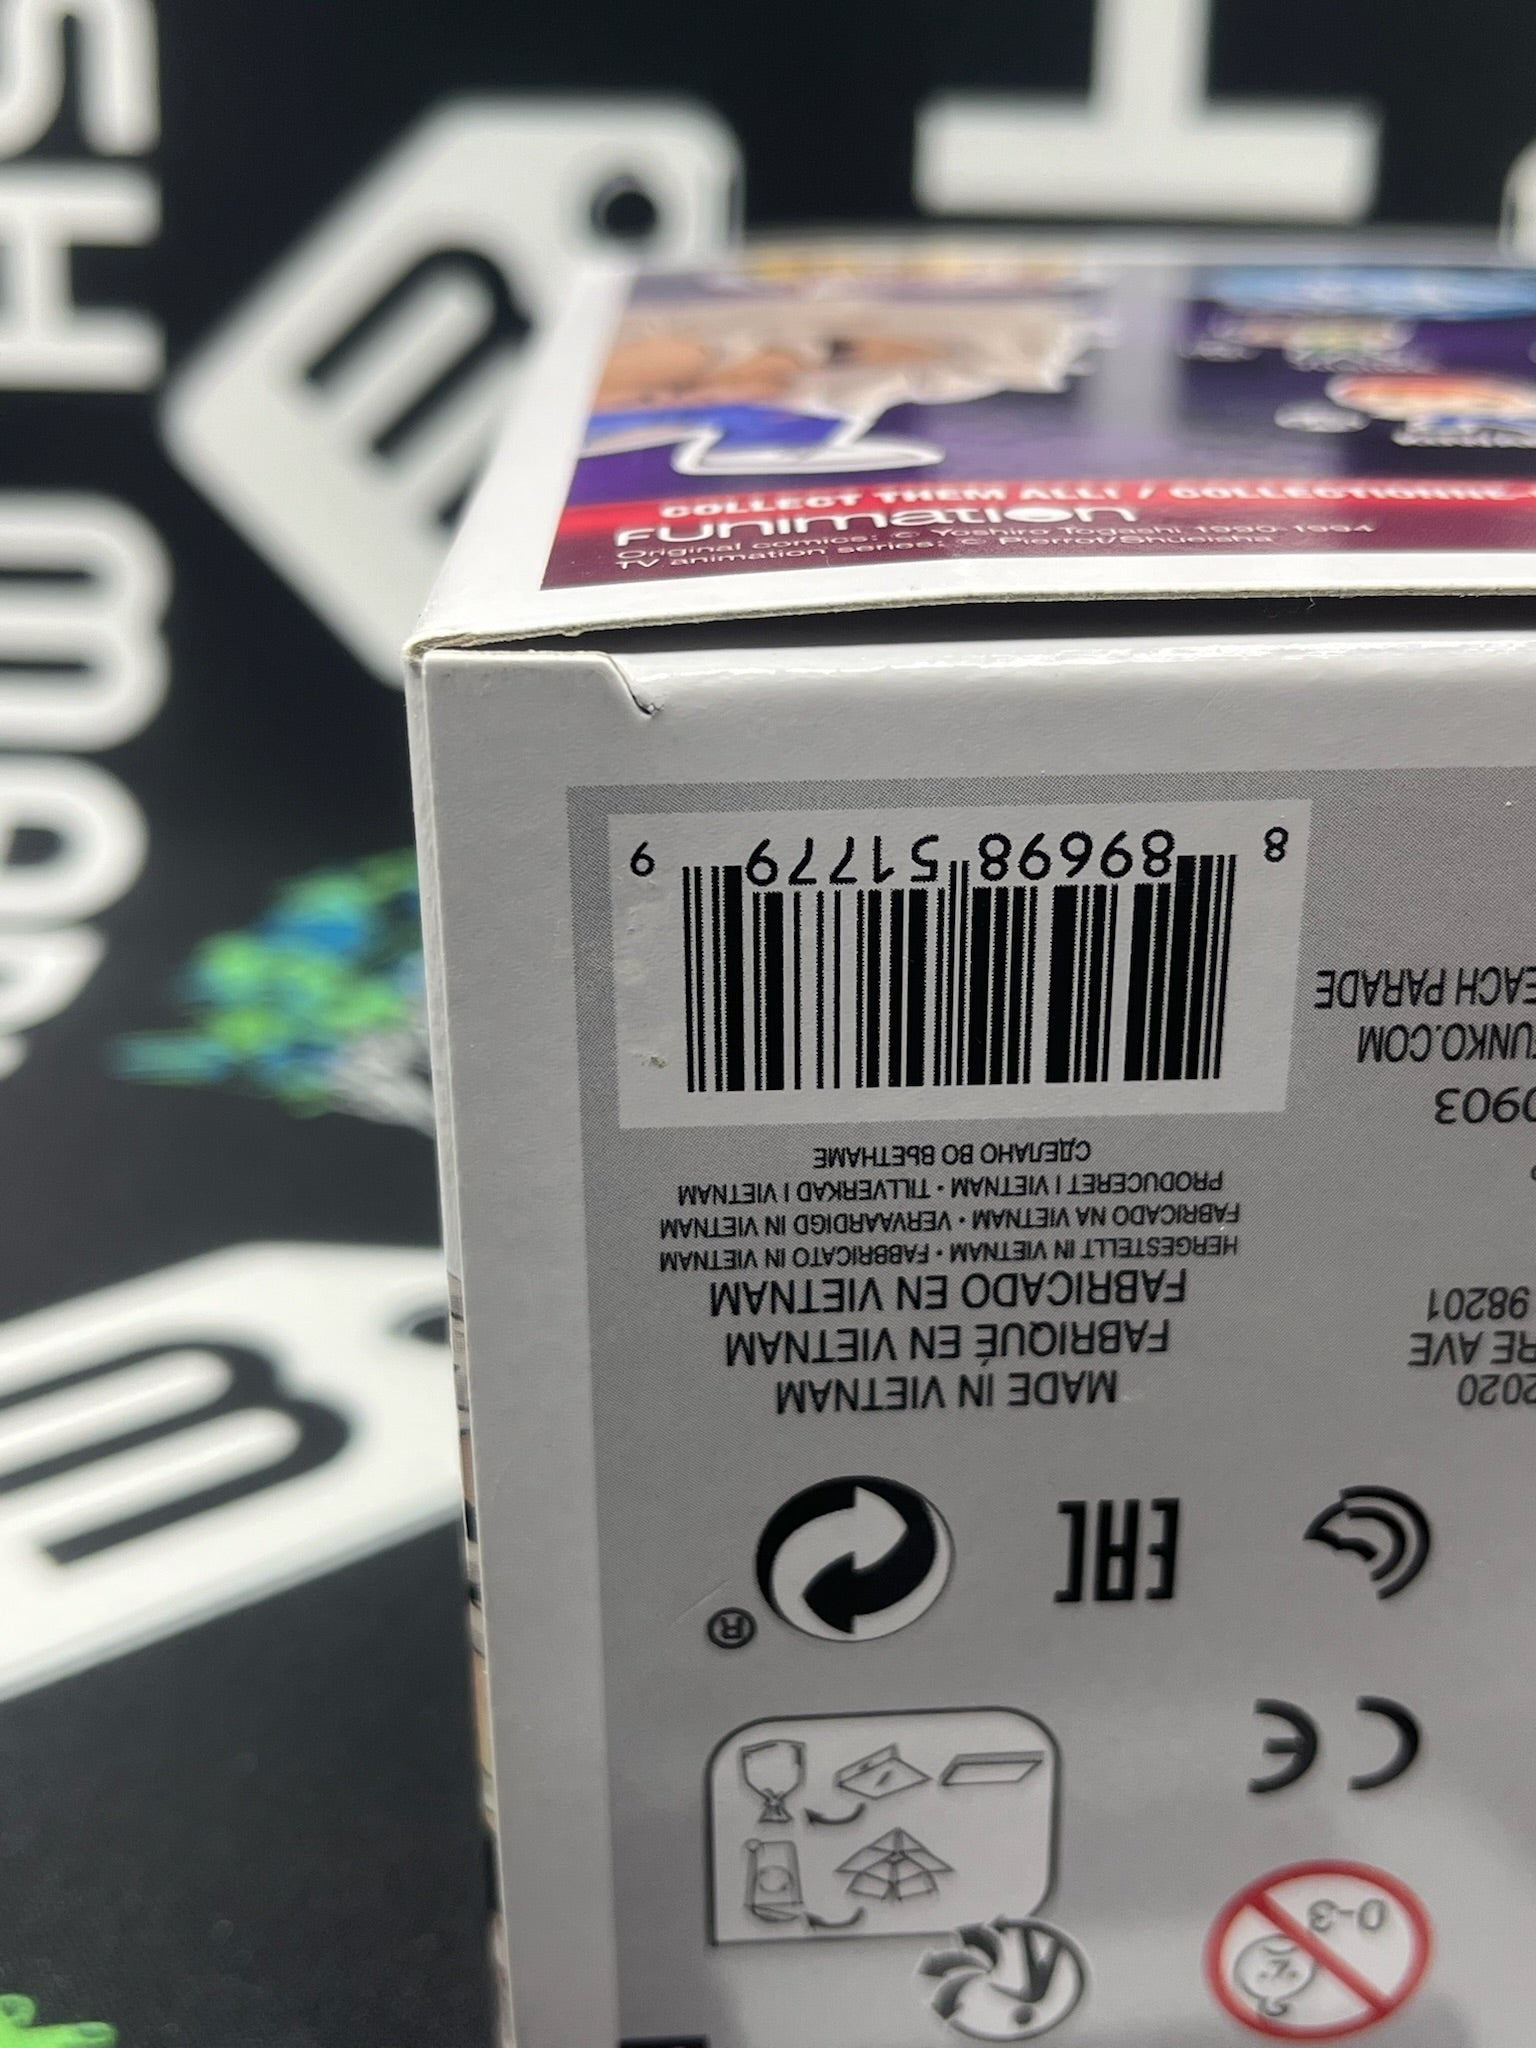 COLLECT THEM ALL! / COLLECTIONNE
FUNIMATION
Original comics: © Yoshiro Togashi 1990-1994
TV animation series: © Pierrot/Shueisha
0-3
CE
EAC
®
2020
RE AVE
98201
0903
FUNKO.COM
EACH PARADE
MADE IN VIETNAM
FABRIQUÉ EN VIETNAM
FABRICADO EN VIETNAM
HERGESTELLT IN VIETNAM • FABBRICATO IN VIETNAM
FABRICADO NA VIETNAM • VERVAARDIGD IN VIETNAM
PRODUCERET I VIETNAM • TILLVERKAD I VIETNAM
СДЕЛАНО ВО ВЬЕТНАМЕ
8 89698 51779 9